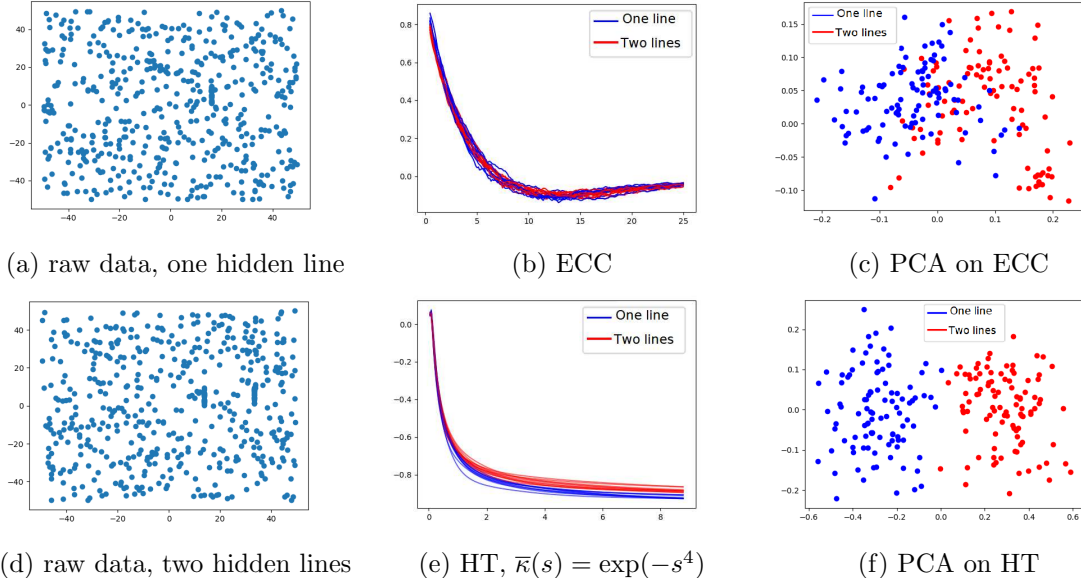 40
20
0
−20
−40
−40 −20 0 20 40
(a) raw data, one hidden line
0.8
0.6
0.4
0.2
0.0
0 5 10 15 20 25
One line
Two lines
(b) ECC
0.15
0.10
0.05
0.00
−0.05
−0.10
−0.2 −0.1 0.0 0.1 0.2
One line
Two lines
(c) PCA on ECC
40
20
0
−20
−40
−40 −20 0 20 40
(d) raw data, two hidden lines
0.0
−0.2
−0.4
−0.6
−0.8
0 2 4 6 8
One line
Two lines
(e) HT, κ̄(s) = exp(−s⁴)
0.2
0.1
0.0
−0.1
−0.2
−0.6 −0.4 −0.2 0.0 0.2 0.4 0.6
One line
Two lines
(f) PCA on HT